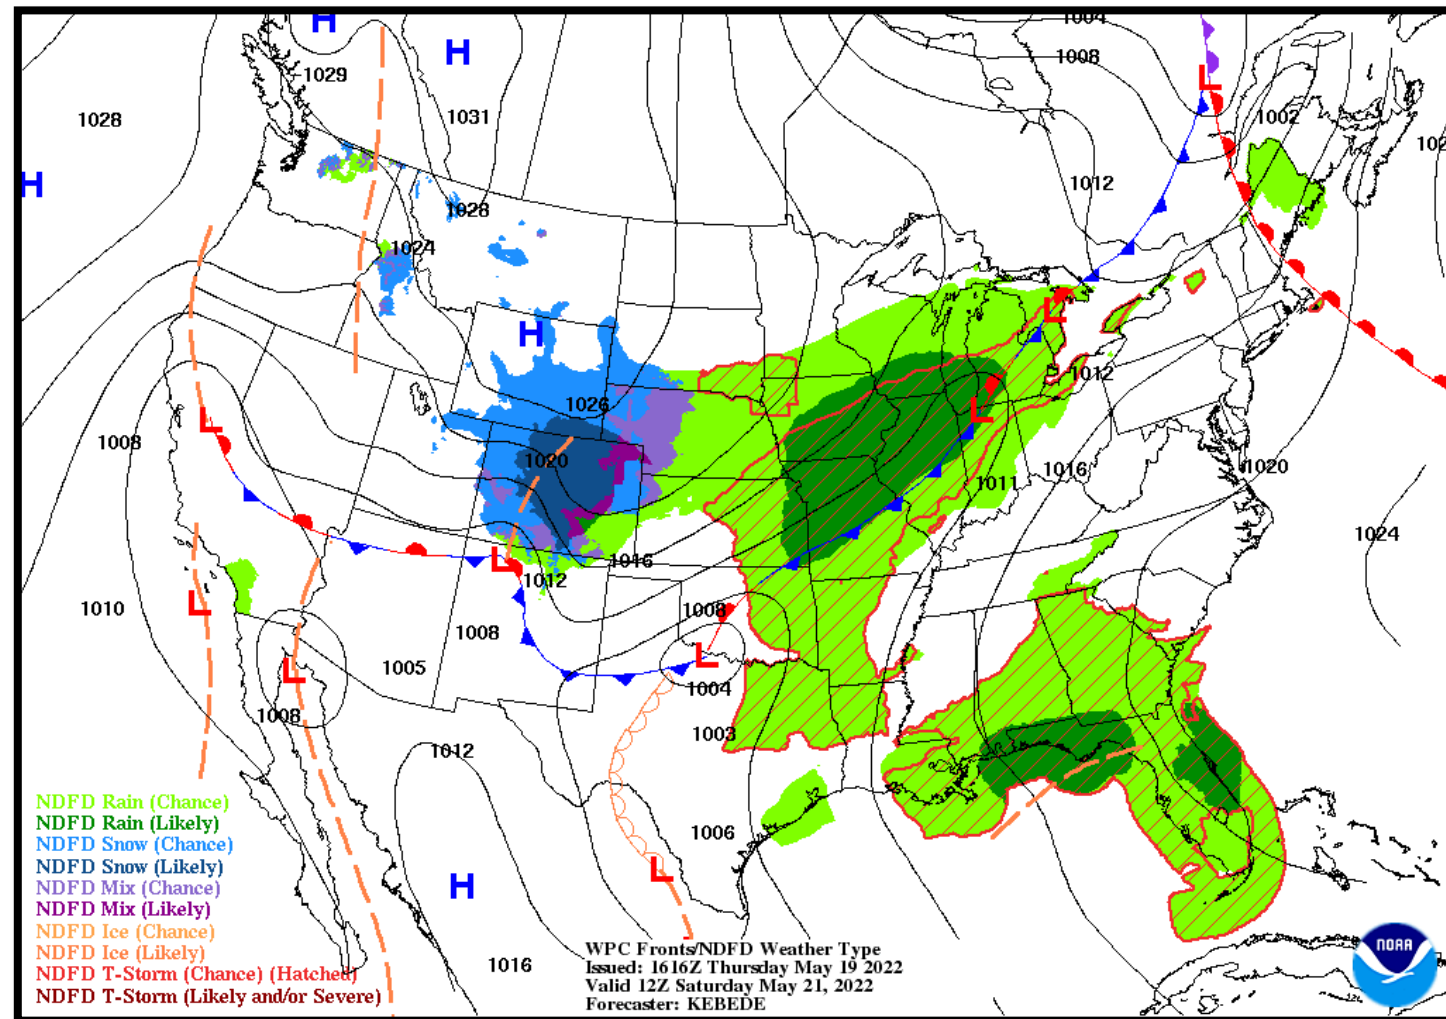 H
1004
H
1008
1029
L
1028
1031
1002
102
H
1012
1028
1024
H
L
1012
1026
L
L
1008
1020
1016
1020
1011
1024
L
1016
1012
L
1010
1008
1008
L
1005
L
1004
1008
1003
1012
1006
L
H
1016
NDFD Rain (Chance)
NDFD Rain (Likely)
NDFD Snow (Chance)
NDFD Snow (Likely)
NDFD Mix (Chance)
NDFD Mix (Likely)
NDFD Ice (Chance)
NDFD Ice (Likely)
NDFD T-Storm (Chance) (Hatched)
NDFD T-Storm (Likely and/or Severe)
WPC Fronts/NDFD Weather Type
Issued: 1616Z Thursday May 19 2022
Valid 12Z Saturday May 21, 2022
Forecaster: KEBEDE
NOAA